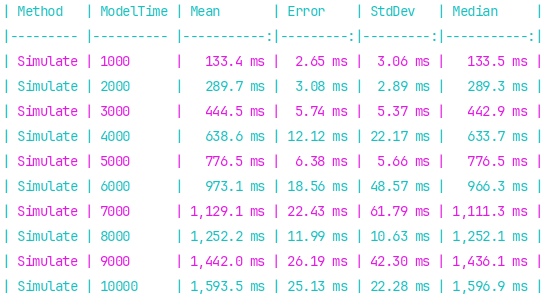 | Method   | ModelTime | Mean       | Error    | StdDev   | Median     |
|--------- |---------- |-----------:|---------:|---------:|-----------:|
| Simulate | 1000      |   133.4 ms |  2.65 ms |  3.06 ms |   133.5 ms |
| Simulate | 2000      |   289.7 ms |  3.08 ms |  2.89 ms |   289.3 ms |
| Simulate | 3000      |   444.5 ms |  5.74 ms |  5.37 ms |   442.9 ms |
| Simulate | 4000      |   638.6 ms | 12.12 ms | 22.17 ms |   633.7 ms |
| Simulate | 5000      |   776.5 ms |  6.38 ms |  5.66 ms |   776.5 ms |
| Simulate | 6000      |   973.1 ms | 18.56 ms | 48.57 ms |   966.3 ms |
| Simulate | 7000      | 1,129.1 ms | 22.43 ms | 61.79 ms | 1,111.3 ms |
| Simulate | 8000      | 1,252.2 ms | 11.99 ms | 10.63 ms | 1,252.1 ms |
| Simulate | 9000      | 1,442.0 ms | 26.19 ms | 42.30 ms | 1,436.1 ms |
| Simulate | 10000     | 1,593.5 ms | 25.13 ms | 22.28 ms | 1,596.9 ms |